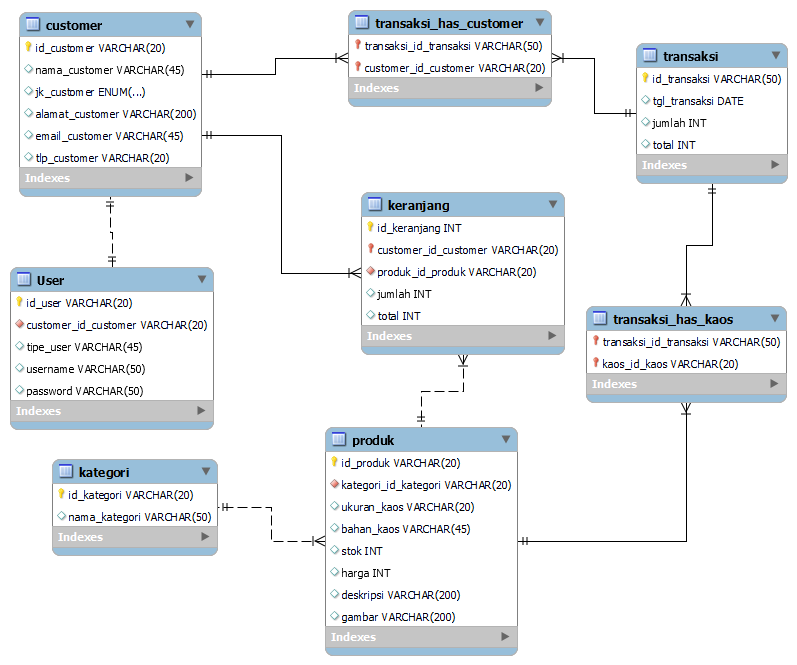 customer
id_customer VARCHAR(20)
nama_customer VARCHAR(45)
jk_customer ENUM(...)
alamat_customer VARCHAR(200)
email_customer VARCHAR(45)
tlp_customer VARCHAR(20)
Indexes
transaksi_has_customer
transaksi_id_transaksi VARCHAR(50)
customer_id_customer VARCHAR(20)
Indexes
transaksi
id_transaksi VARCHAR(50)
tgl_transaksi DATE
jumlah INT
total INT
Indexes
keranjang
id_keranjang INT
customer_id_customer VARCHAR(20)
produk_id_produk VARCHAR(20)
jumlah INT
total INT
Indexes
User
id_user VARCHAR(20)
customer_id_customer VARCHAR(20)
tipe_user VARCHAR(45)
username VARCHAR(50)
password VARCHAR(50)
Indexes
transaksi_has_kaos
transaksi_id_transaksi VARCHAR(50)
kaos_id_kaos VARCHAR(20)
Indexes
kategori
id_kategori VARCHAR(20)
nama_kategori VARCHAR(50)
Indexes
produk
id_produk VARCHAR(20)
kategori_id_kategori VARCHAR(20)
ukuran_kaos VARCHAR(20)
bahan_kaos VARCHAR(45)
stok INT
harga INT
deskripsi VARCHAR(200)
gambar VARCHAR(200)
Indexes